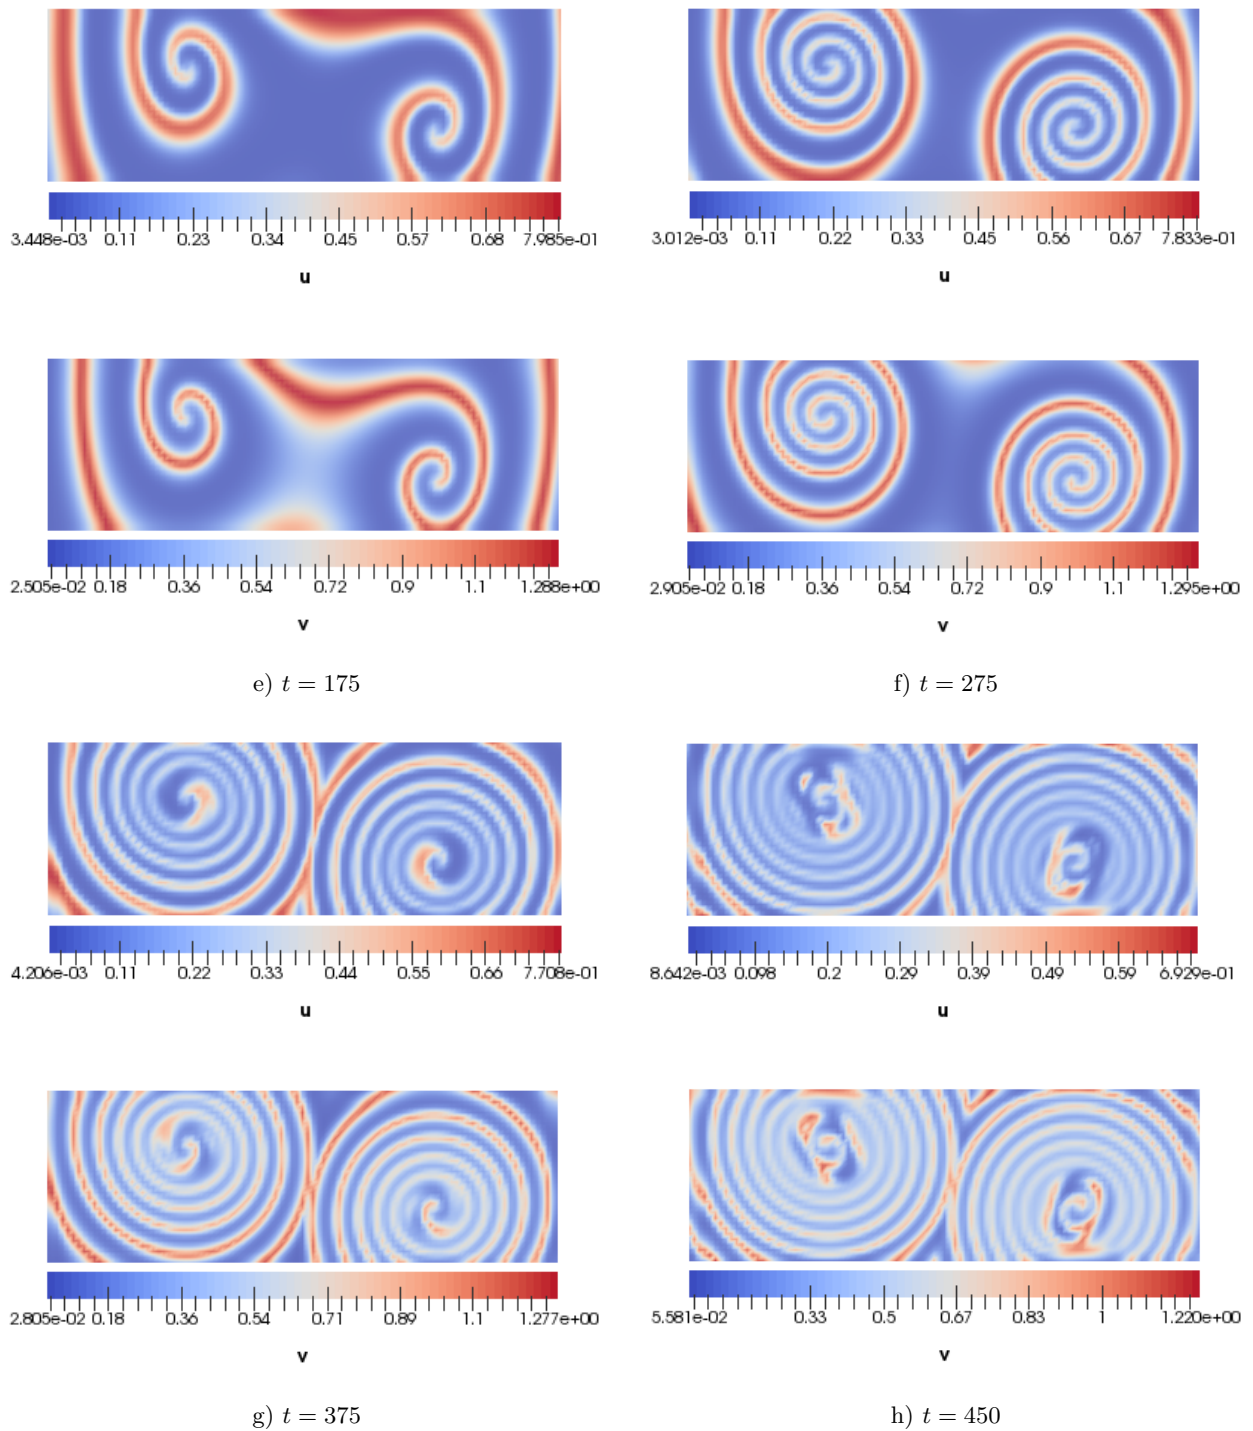 3.448e-03 0.11 0.23 0.34 0.45 0.57 0.68 7.985e-01
u
2.505e-02 0.18 0.36 0.54 0.72 0.9 1.1 1.288e+00
v
e) t = 175
3.012e-03 0.11 0.22 0.33 0.45 0.56 0.67 7.833e-01
u
2.905e-02 0.18 0.36 0.54 0.72 0.9 1.1 1.295e+00
v
f) t = 275
4.206e-03 0.11 0.22 0.33 0.44 0.55 0.66 7.708e-01
u
2.805e-02 0.18 0.36 0.54 0.71 0.89 1.1 1.277e+00
v
g) t = 375
8.642e-03 0.098 0.2 0.29 0.39 0.49 0.59 6.929e-01
u
5.581e-02 0.33 0.5 0.67 0.83 1 1.220e+00
v
h) t = 450